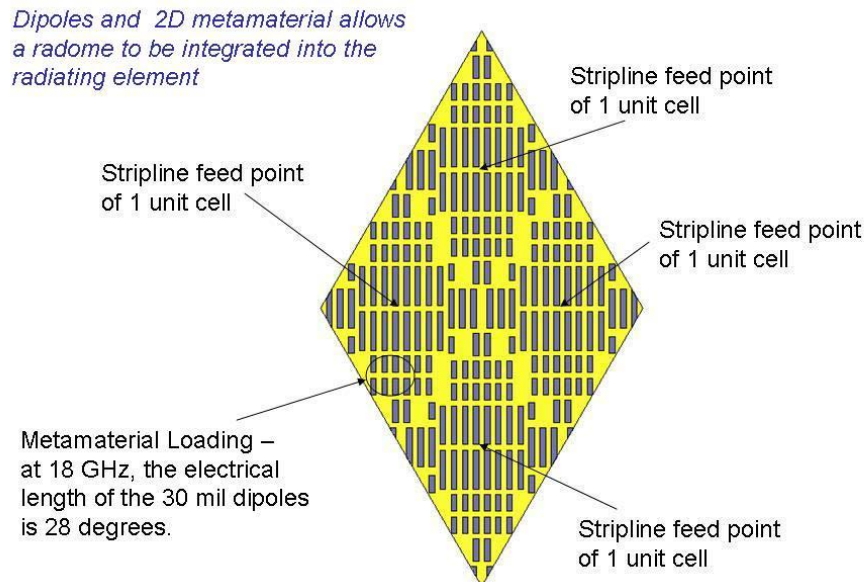 Dipoles and 2D metamaterial allows
a radome to be integrated into the
radiating element
Stripline feed point
of 1 unit cell
Stripline feed point
of 1 unit cell
Stripline feed point
of 1 unit cell
Metamaterial Loading –
at 18 GHz, the electrical
length of the 30 mil dipoles
is 28 degrees.
Stripline feed point
of 1 unit cell